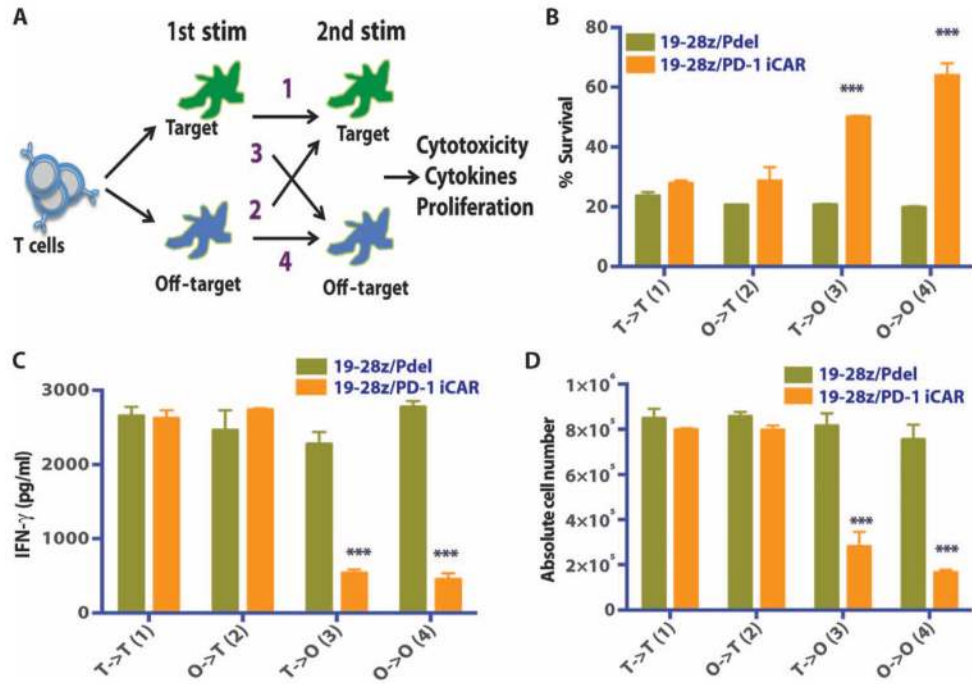 A
1st stim
2nd stim
1
Target
Target
3
Cytotoxicity
Cytokines
Proliferation
2
T cells
4
Off-target
Off-target
B
19-28z/Pdel
19-28z/PD-1 iCAR
% Survival
80
60
40
20
0
***
***
T->T (1)
O->T (2)
T->O (3)
O->O (4)
C
19-28z/Pdel
19-28z/PD-1 iCAR
IFN-γ (pg/ml)
3000
2000
1000
0
***
***
T->T (1)
O->T (2)
T->O (3)
O->O (4)
D
19-28z/Pdel
19-28z/PD-1 iCAR
Absolute cell number
1×10⁶
8×10⁵
6×10⁵
4×10⁵
2×10⁵
0
***
***
T->T (1)
O->T (2)
T->O (3)
O->O (4)